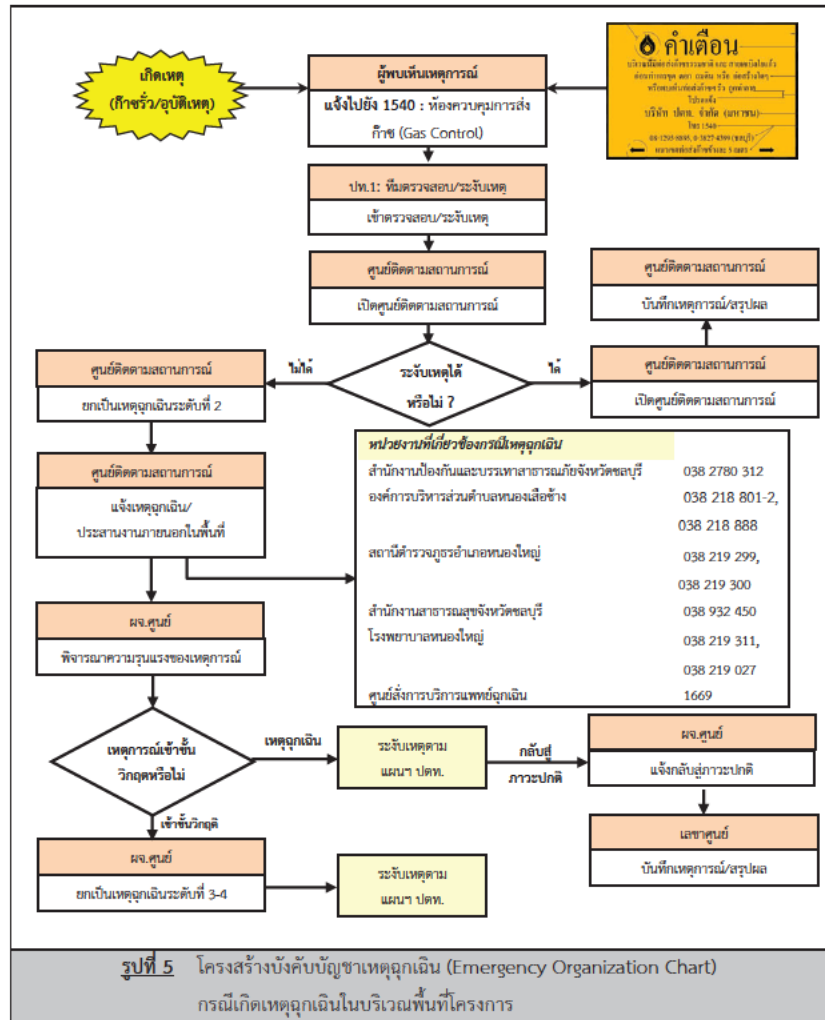 เกิดเหตุ
(ก๊าซรั่ว/อุบัติเหตุ)
ผู้พบเห็นเหตุการณ์
แจ้งไปยัง 1540 : ห้องควบคุมการส่ง
ก๊าซ (Gas Control)
คำเตือน
บริษัท ปตท. จำกัด (มหาชน)
โทร 1540
ปท.1: ทีมตรวจสอบ/ระงับเหตุ
เข้าตรวจสอบ/ระงับเหตุ
ศูนย์ติดตามสถานการณ์
เปิดศูนย์ติดตามสถานการณ์
ศูนย์ติดตามสถานการณ์
บันทึกเหตุการณ์/สรุปผล
ระงับเหตุได้
หรือไม่ ?
ไม่ได้
ได้
ศูนย์ติดตามสถานการณ์
ยกเป็นเหตุฉุกเฉินระดับที่ 2
ศูนย์ติดตามสถานการณ์
เปิดศูนย์ติดตามสถานการณ์
ศูนย์ติดตามสถานการณ์
แจ้งเหตุฉุกเฉิน/
ประสานงานภายนอกในพื้นที่
หน่วยงานที่เกี่ยวข้องกรณีเหตุฉุกเฉิน
สำนักงานป้องกันและบรรเทาสาธารณภัยจังหวัดชลบุรี 038 2780 312
องค์การบริหารส่วนตำบลหนองเสือช้าง 038 218 801-2,
038 218 888
สถานีตำรวจภูธรอำเภอหนองใหญ่ 038 219 299,
038 219 300
สำนักงานสาธารณสุขจังหวัดชลบุรี 038 932 450
โรงพยาบาลหนองใหญ่ 038 219 311,
038 219 027
ศูนย์สั่งการบริการแพทย์ฉุกเฉิน 1669
ผจ.ศูนย์
พิจารณาความรุนแรงของเหตุการณ์
เหตุการณ์เข้าขั้น
วิกฤตหรือไม่
เหตุฉุกเฉิน
ระงับเหตุตาม
แผนฯ ปตท.
กลับสู่
ภาวะปกติ
ผจ.ศูนย์
แจ้งกลับสู่ภาวะปกติ
เข้าขั้นวิกฤติ
เลขาศูนย์
บันทึกเหตุการณ์/สรุปผล
ผจ.ศูนย์
ยกเป็นเหตุฉุกเฉินระดับที่ 3-4
ระงับเหตุตาม
แผนฯ ปตท.
รูปที่ 5 โครงสร้างบังคับบัญชาเหตุฉุกเฉิน (Emergency Organization Chart)
กรณีเกิดเหตุฉุกเฉินในบริเวณพื้นที่โครงการ